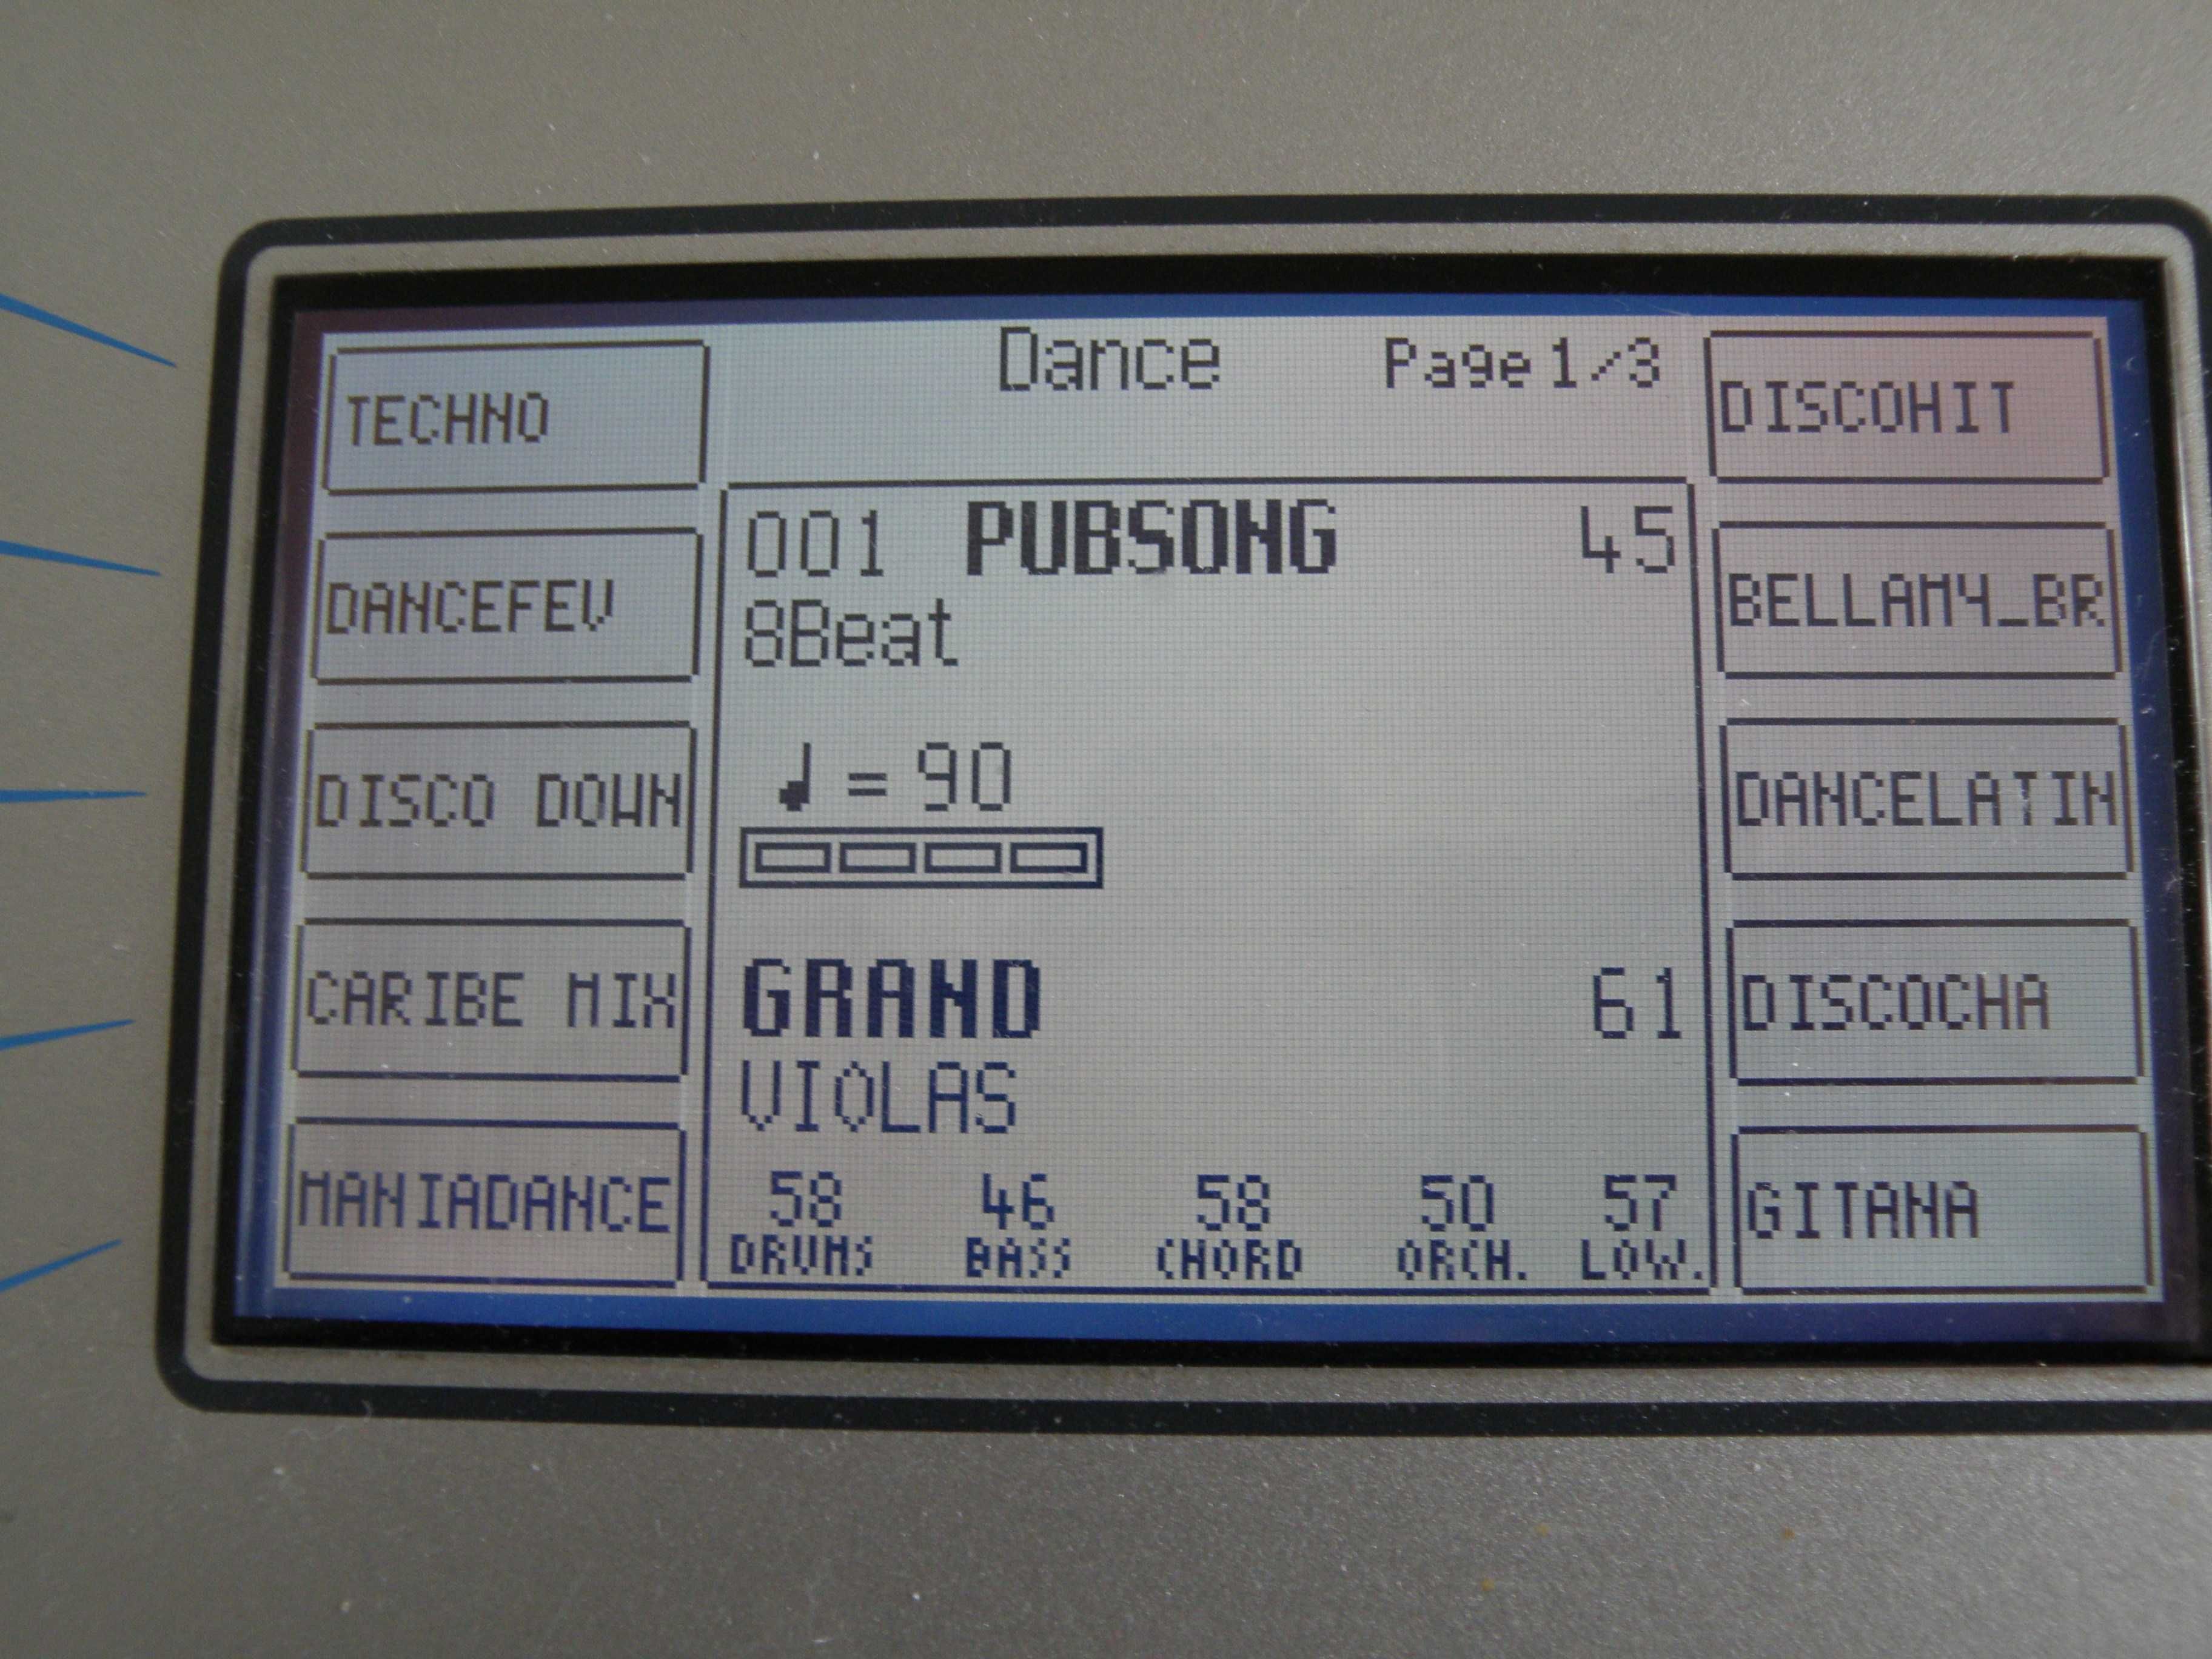 Dance Page 1/3
TECHNO
DANCEFEV
DISCO DOWN
CARIBE MIX
MANIADANCE
001 PUBSONG 45
8Beat
♩ = 90
GRAND 61
VIOLAS
58 46 58 50 57
DRUMS BASS CHORD ORCH. LOW.
DISCOHIT
BELLAMY_BR
DANCELATIN
DISCOCHA
GITANA